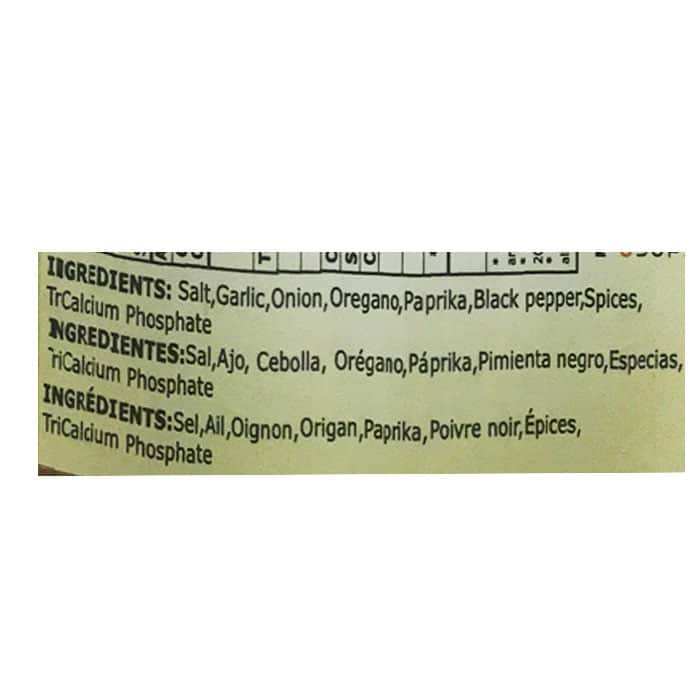 INGREDIENTS: Salt,Garlic,Onion,Oregano,Paprika,Black pepper,Spices,
TriCalcium Phosphate
INGREDIENTES:Sal,Ajo, Cebolla, Orégano,Páprika,Pimienta negro,Especias,
TriCalcium Phosphate
INGRÉDIENTS:Sel,Ail,Oignon,Origan,Paprika,Poivre noir,Épices,
TriCalcium Phosphate